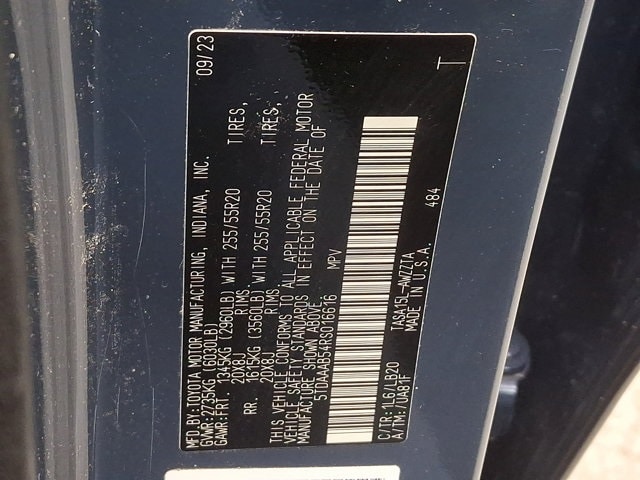 MFD.BY:TOYOTA MOTOR MANUFACTURING, INDIANA, INC. 09/23
GVWR:2735KG (6030LB)
GAWR:FRT. 1345KG (2960LB) WITH 255/55R20 TIRES,
20X8J RIMS,
RR. 1615KG (3560LB) WITH 255/55R20 TIRES,
20X8J RIMS.
THIS VEHICLE CONFORMS TO ALL APPLICABLE FEDERAL MOTOR
VEHICLE SAFETY STANDARDS IN EFFECT ON THE DATE OF
MANUFACTURE SHOWN ABOVE.
5TDAAAB54RS016616 MPV
484
C/TR:1L6/LB20 TASA15L-AWZZTA
A/TM:-/UA81F MADE IN U.S.A.
T